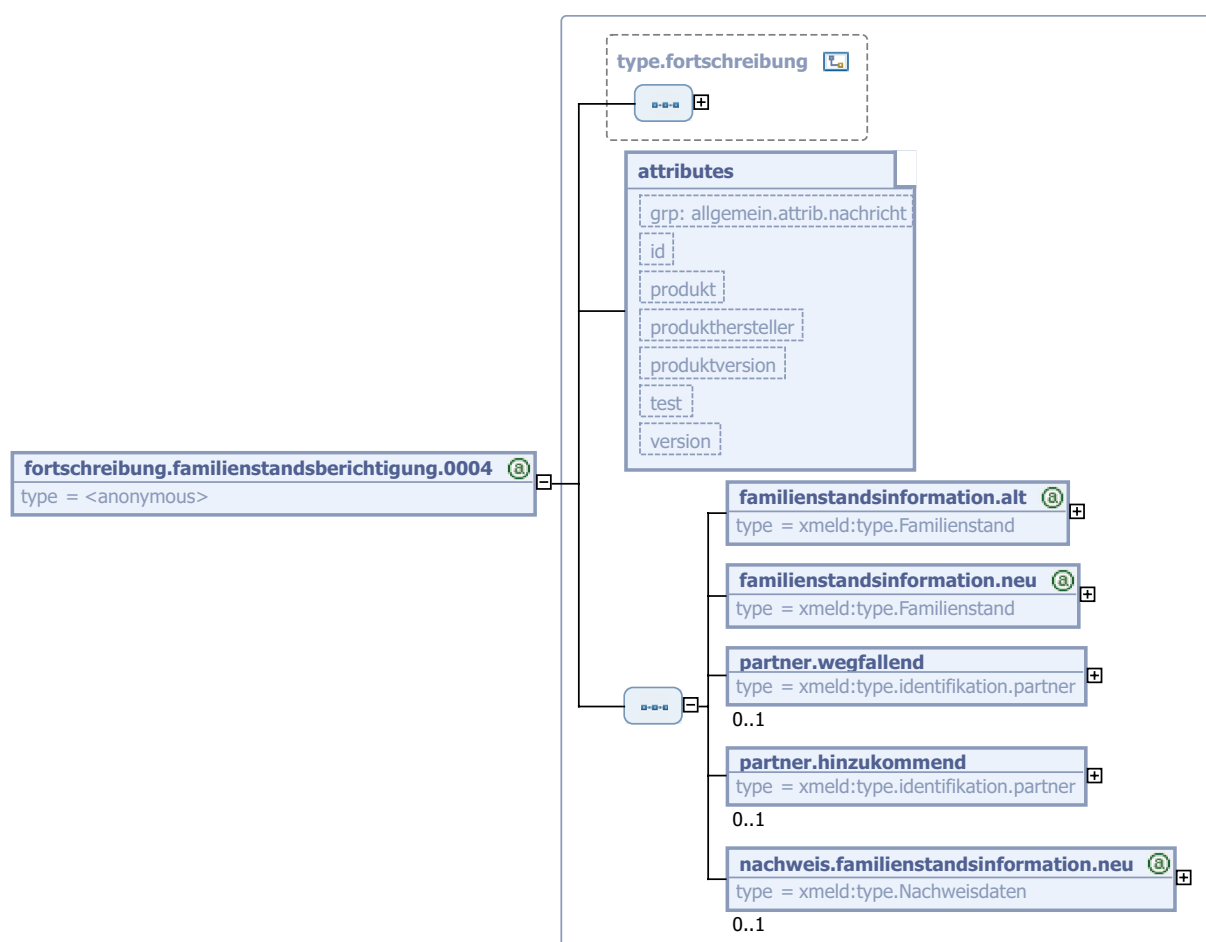 type.fortschreibung
attributes
grp: allgemein.attrib.nachricht
id
produkt
produkthersteller
produktversion
test
version
fortschreibung.familienstandsberichtigung.0004 a
type = <anonymous>
familienstandsinformation.alt a
type = xmeld:type.Familienstand
familienstandsinformation.neu a
type = xmeld:type.Familienstand
partner.wegfallend
type = xmeld:type.identifikation.partner
0..1
partner.hinzukommend
type = xmeld:type.identifikation.partner
0..1
nachweis.familienstandsinformation.neu a
type = xmeld:type.Nachweisdaten
0..1